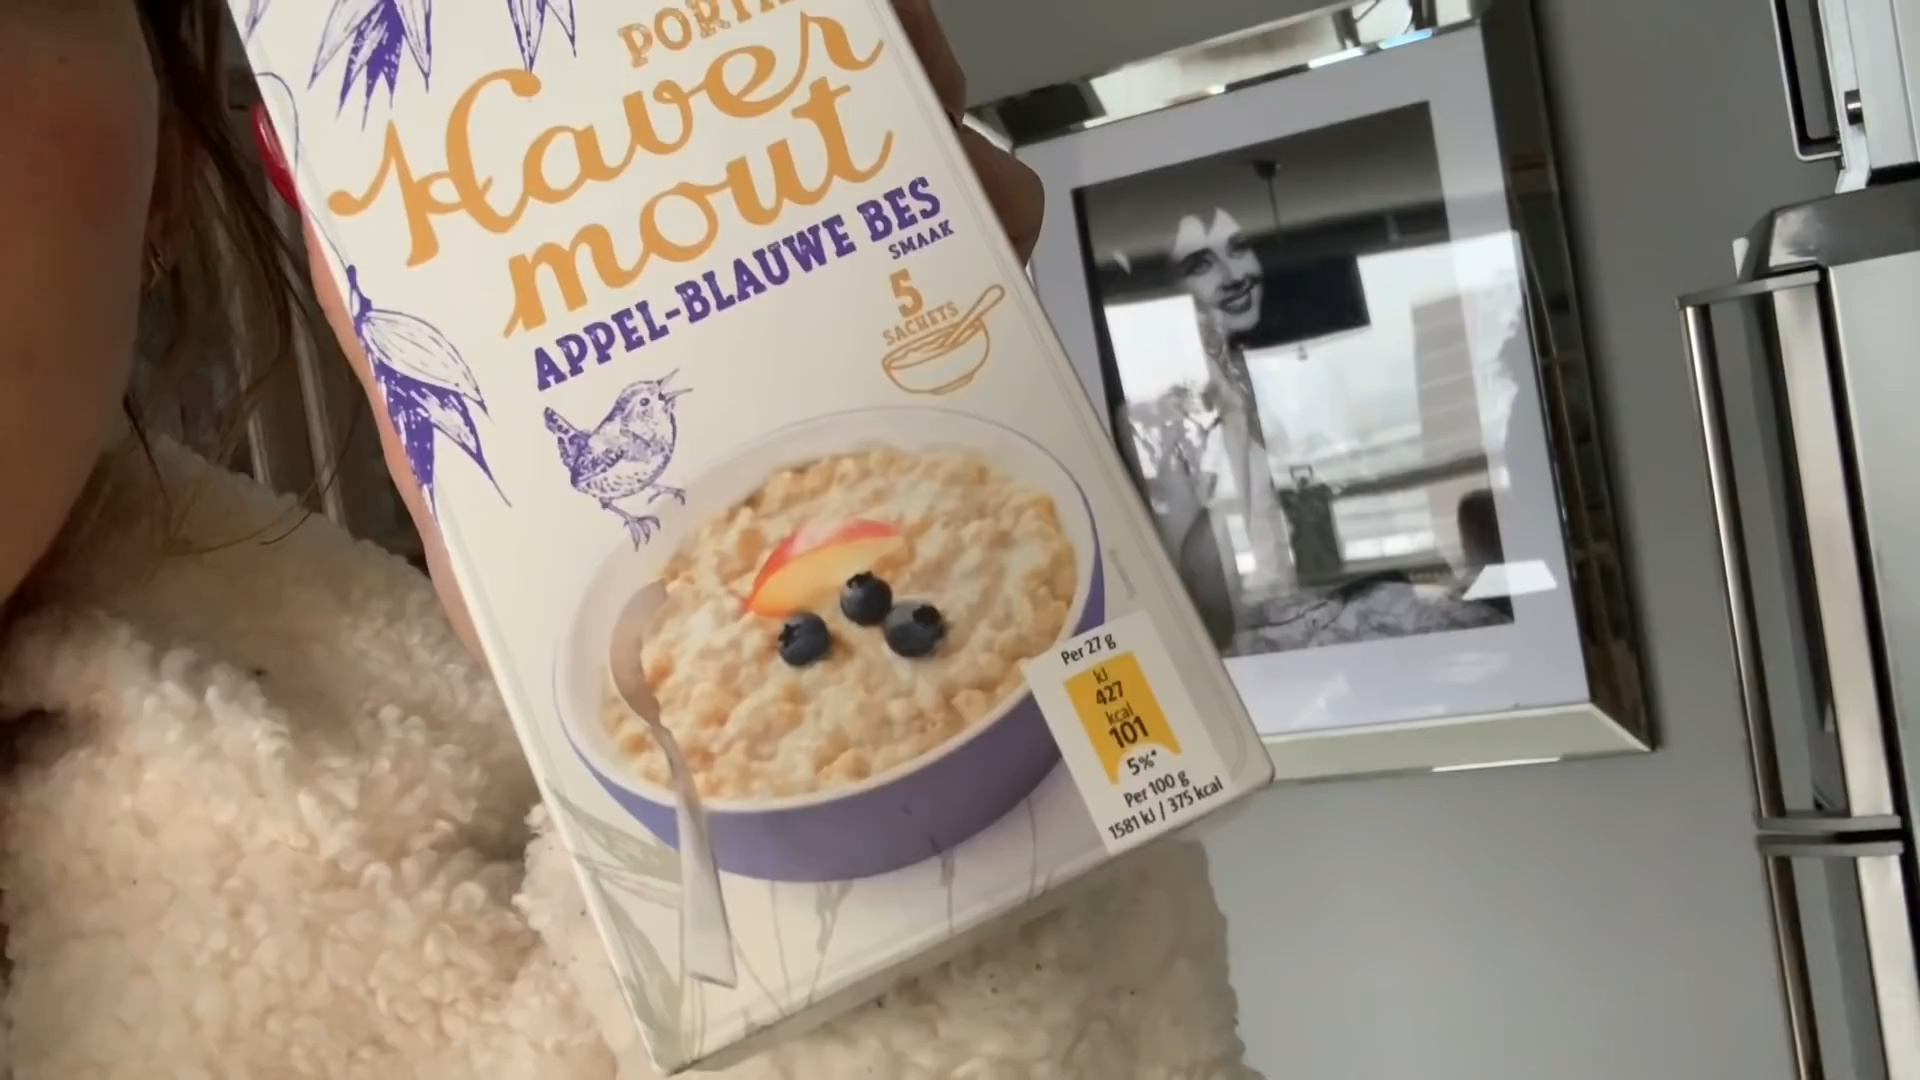 Haver
mout
APPEL-BLAUWE BES
SMAAK
5
SACHETS
Per 27 g
kJ
427
kcal
101
5%*
Per 100 g
1581 kJ / 375 kcal